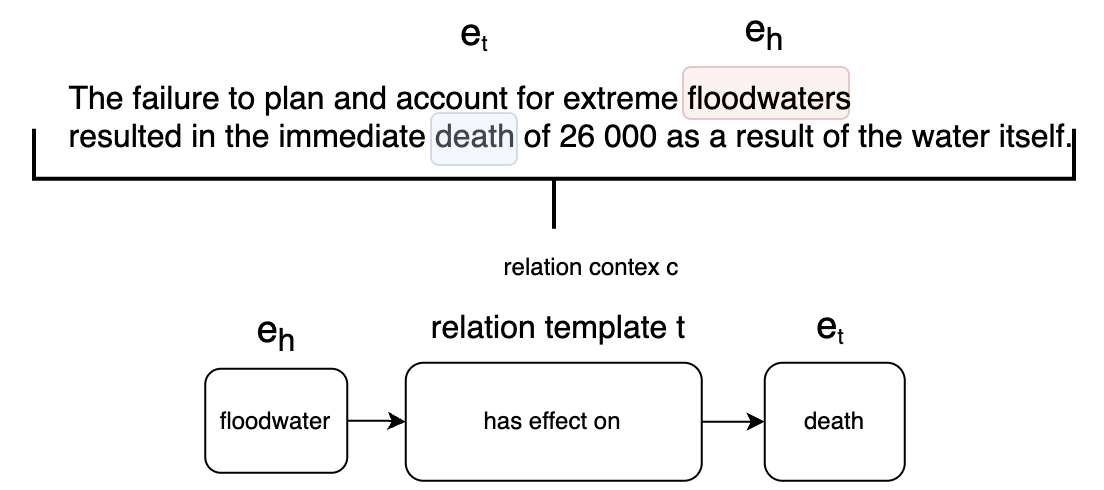 e_t e_h
The failure to plan and account for extreme floodwaters
resulted in the immediate death of 26 000 as a result of the water itself.
relation contex c
e_h relation template t e_t
floodwater has effect on death